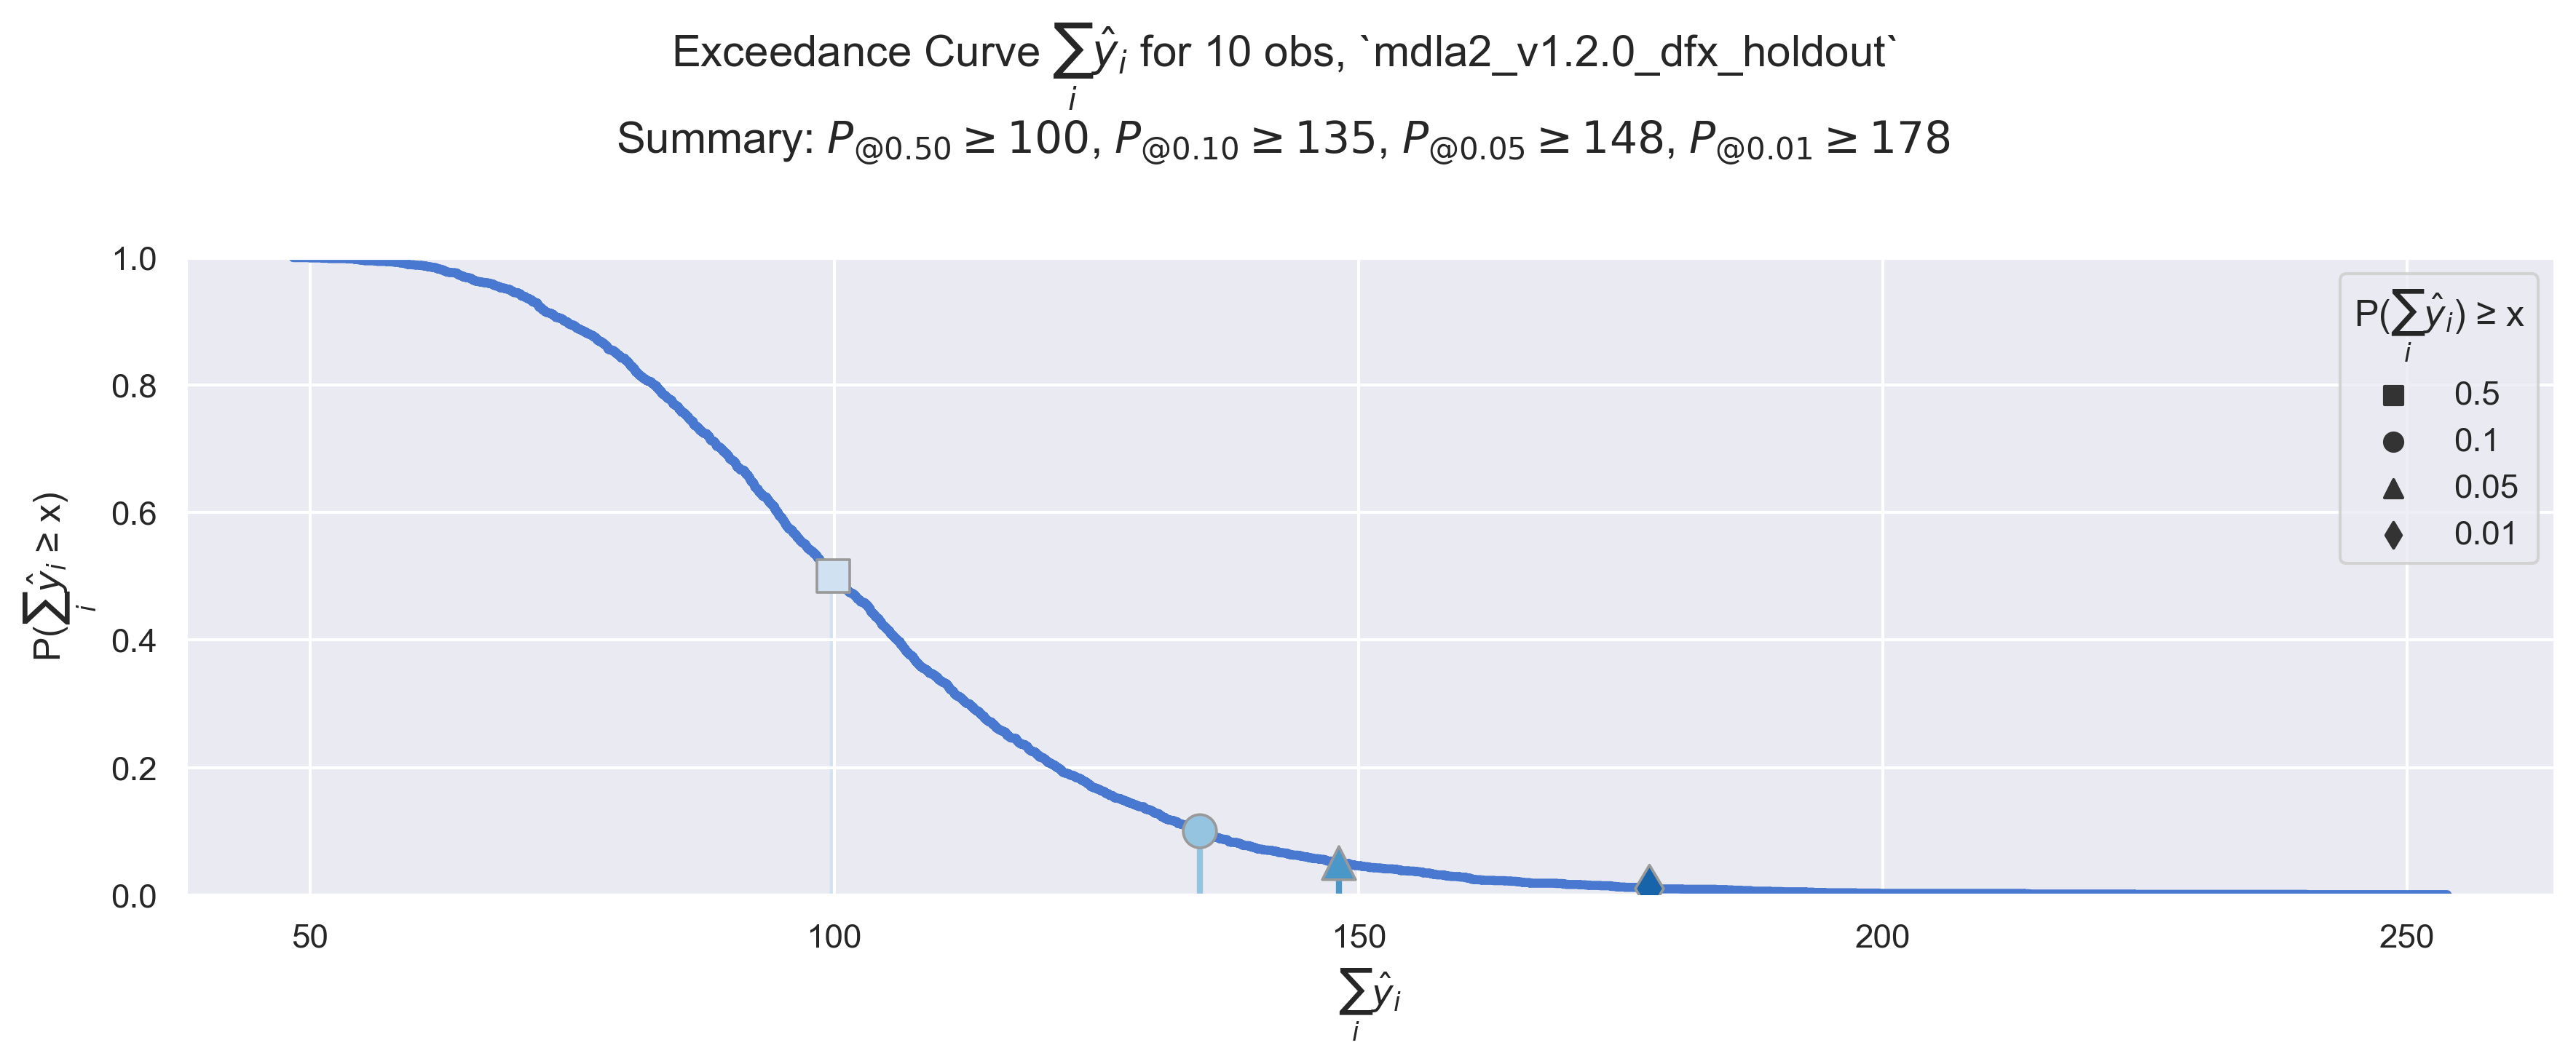 Exceedance Curve ∑ᵢ ŷᵢ for 10 obs, `mdla2_v1.2.0_dfx_holdout`
Summary: P@0.50 ≥ 100, P@0.10 ≥ 135, P@0.05 ≥ 148, P@0.01 ≥ 178
P(∑ᵢ ŷᵢ ≥ x)
1.0
0.8
0.6
0.4
0.2
0.0
50 100 150 200 250
∑ᵢ ŷᵢ
P(∑ᵢ ŷᵢ) ≥ x
0.5
0.1
0.05
0.01